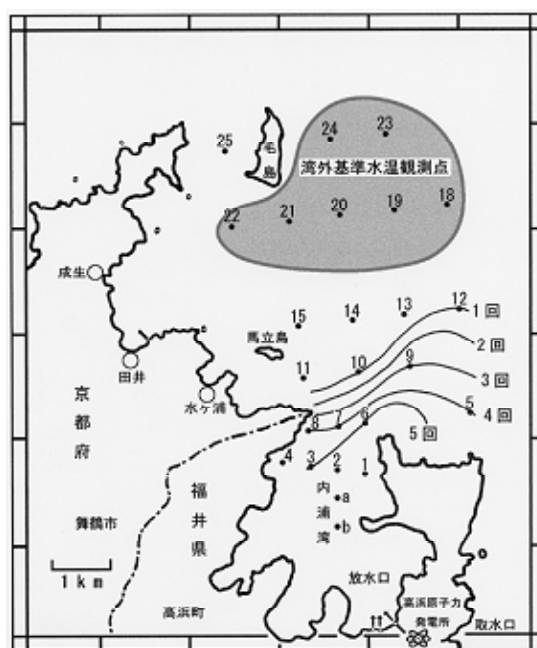 23
24
25
毛島
湾外基準水温観測点
18
19
20
21
22
成生
12
13
14
15
1回
馬立島
2回
9
10
11
3回
田井
水ヶ浦
5
4回
6
7
8
5回
京都府
4
3
2
1
内浦湾
a
b
福井県
舞鶴市
1km
放水口
高浜原子力
発電所
取水口
高浜町